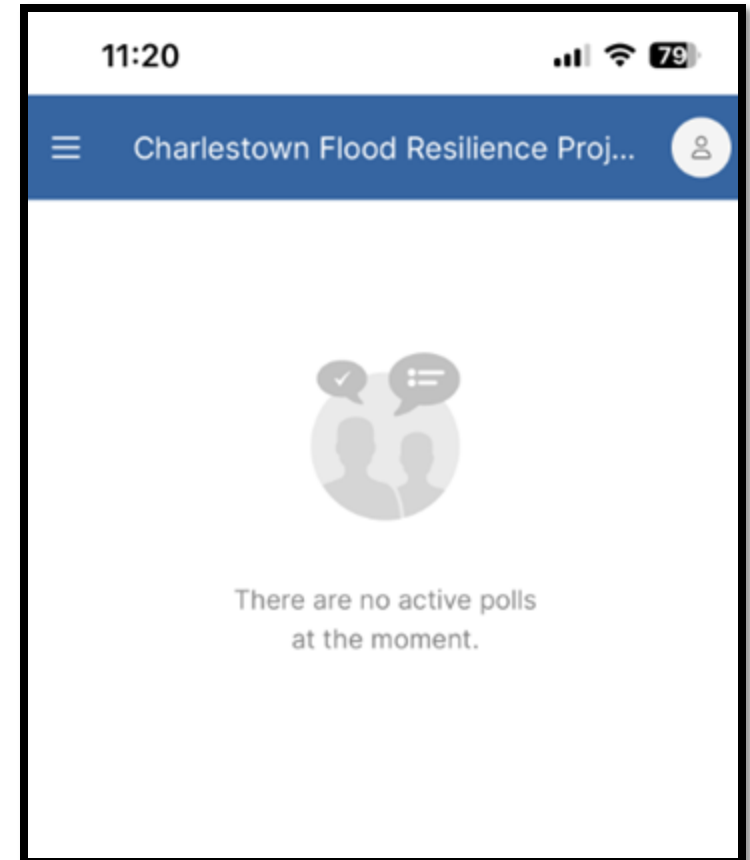 11:20
79
Charlestown Flood Resilience Proj...
There are no active polls
at the moment.